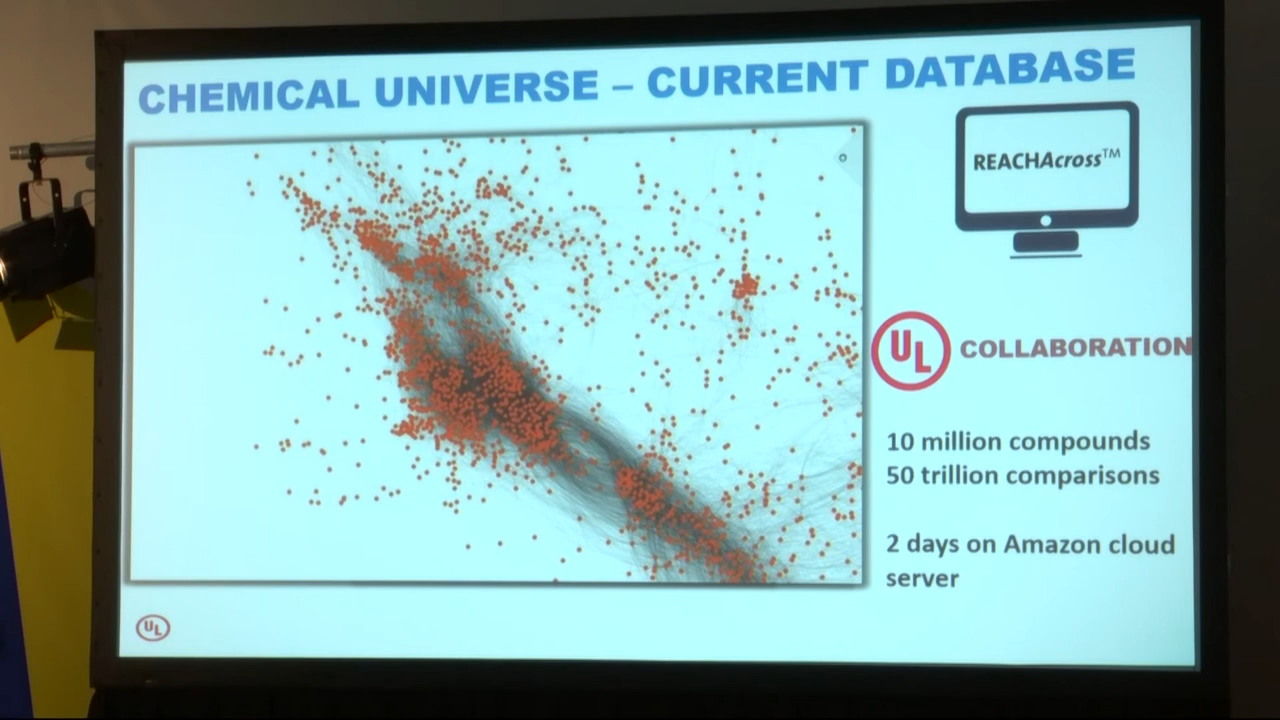 CHEMICAL UNIVERSE – CURRENT DATABASE
REACHAcross™
UL COLLABORATION
10 million compounds
50 trillion comparisons
2 days on Amazon cloud
server
UL